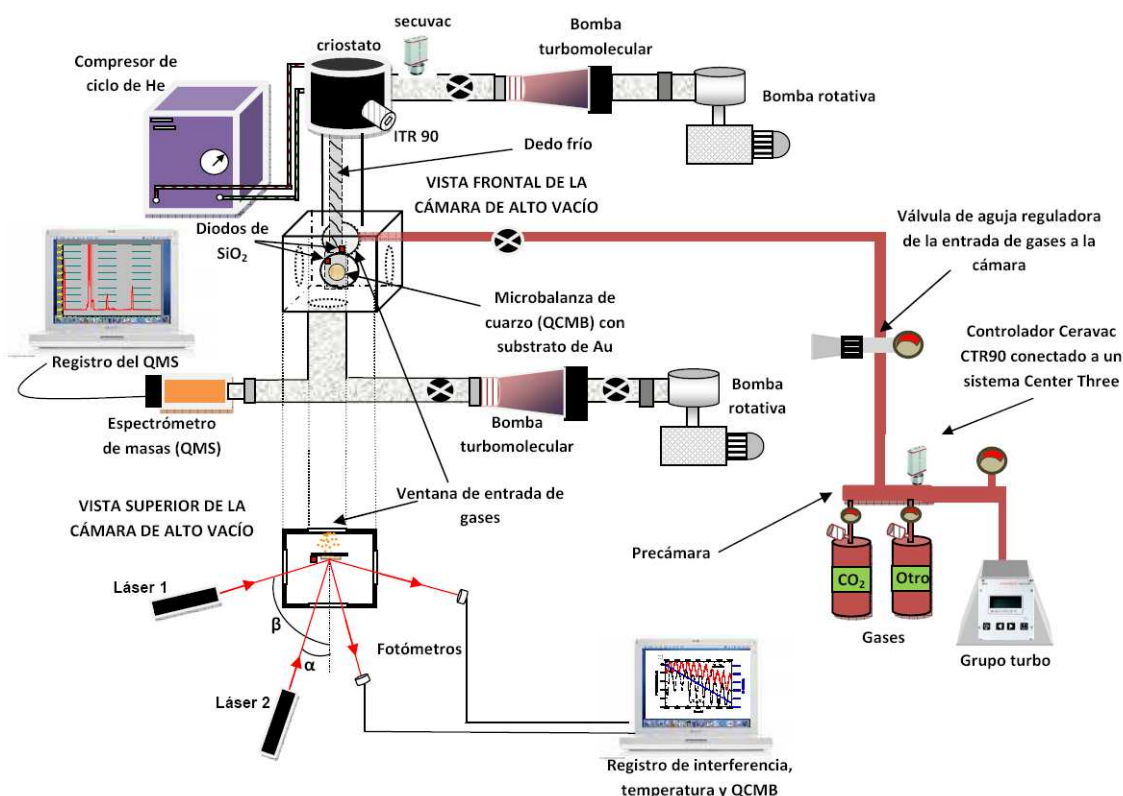 secuvac
criostato
Bomba
turbomolecular
Compresor de
ciclo de He
Bomba rotativa
ITR 90
Dedo frío
VISTA FRONTAL DE LA
CÁMARA DE ALTO VACÍO
Diodos de
SiO2
Válvula de aguja reguladora
de la entrada de gases a la
cámara
Microbalanza de
cuarzo (QCMB) con
substrato de Au
Controlador Ceravac
CTR90 conectado a un
sistema Center Three
Registro del QMS
Espectrómetro
de masas (QMS)
Bomba
turbomolecular
Bomba
rotativa
VISTA SUPERIOR DE LA
CÁMARA DE ALTO VACÍO
Ventana de entrada de
gases
Precámara
CO2
Otro
Gases
Grupo turbo
Láser 1
β
α
Fotómetros
Láser 2
Registro de interferencia,
temperatura y QCMB